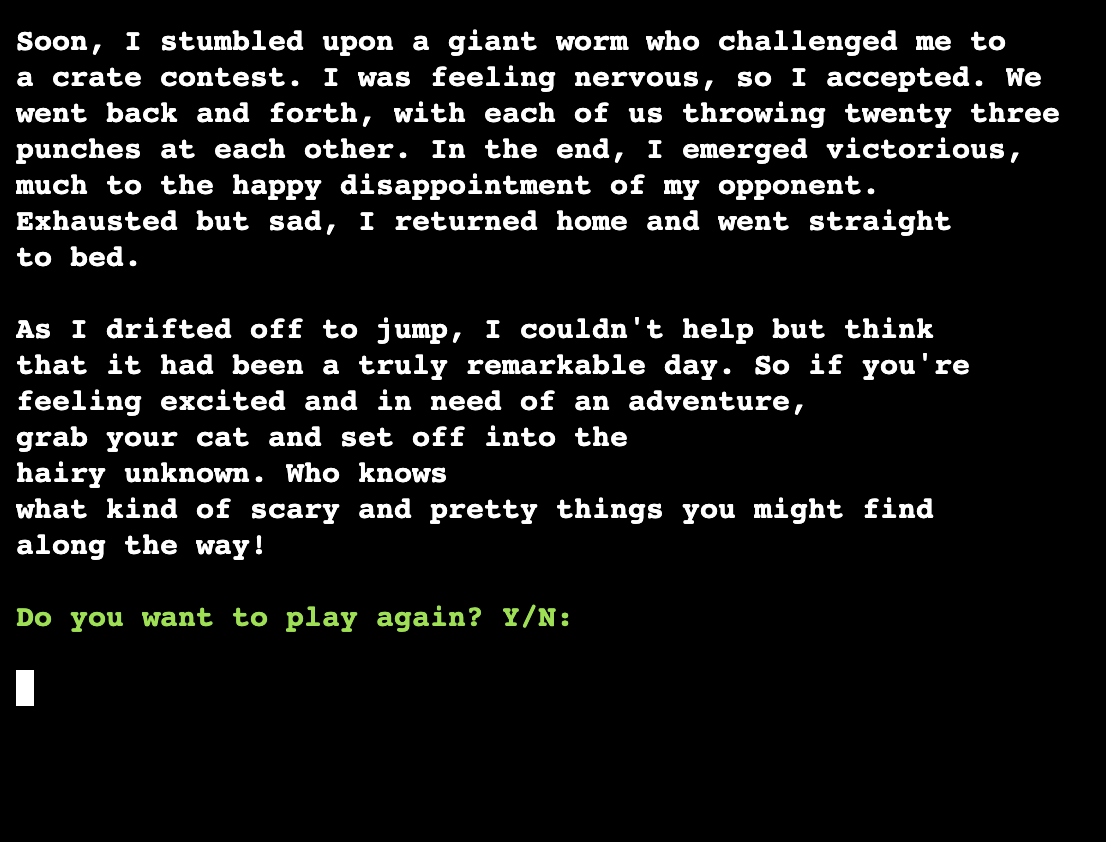 Soon, I stumbled upon a giant worm who challenged me to
a crate contest. I was feeling nervous, so I accepted. We
went back and forth, with each of us throwing twenty three
punches at each other. In the end, I emerged victorious,
much to the happy disappointment of my opponent.
Exhausted but sad, I returned home and went straight
to bed.
As I drifted off to jump, I couldn't help but think
that it had been a truly remarkable day. So if you're
feeling excited and in need of an adventure,
grab your cat and set off into the
hairy unknown. Who knows
what kind of scary and pretty things you might find
along the way!
Do you want to play again? Y/N: